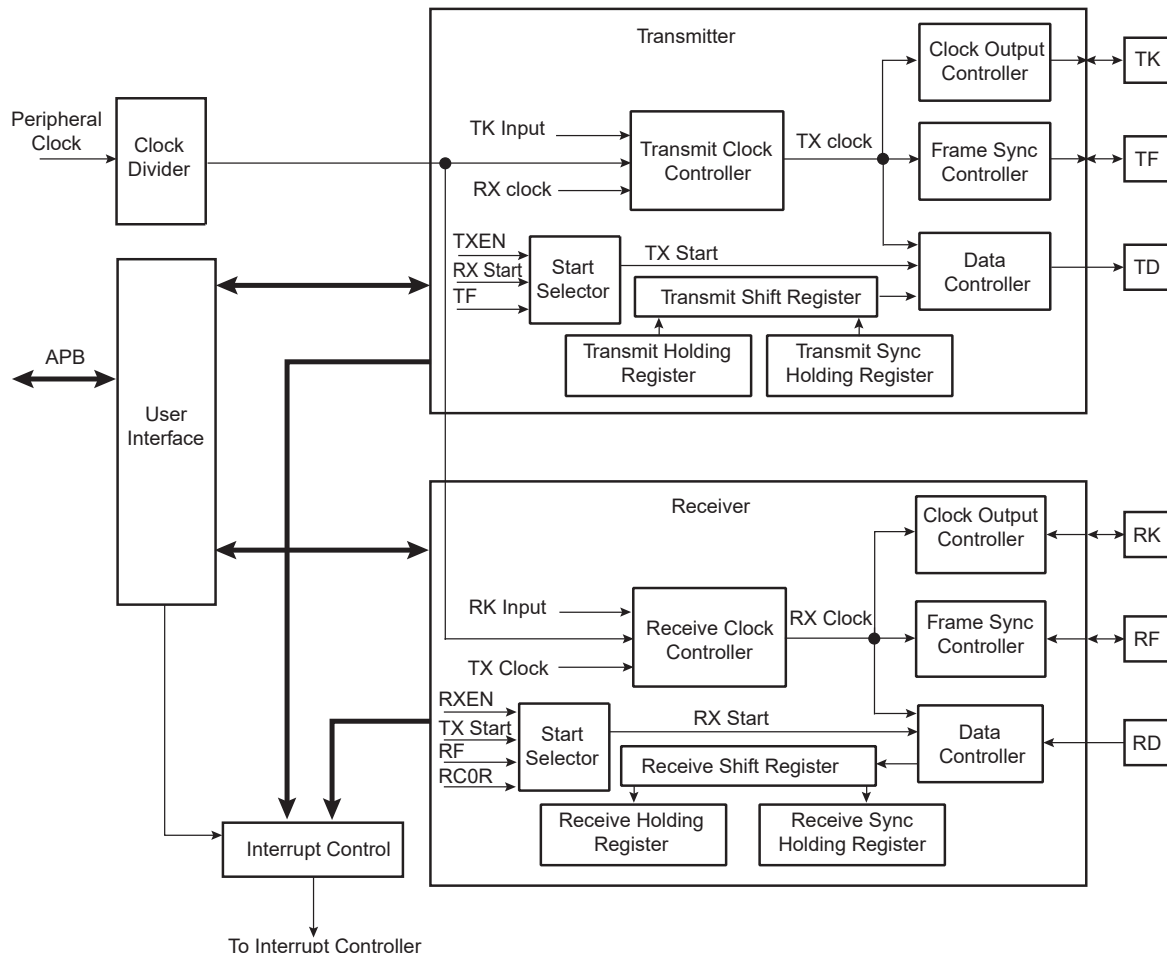 Transmitter
Clock Output
Controller
TK
Peripheral
Clock
Clock
Divider
TK Input
Transmit Clock
Controller
RX clock
TX clock
Frame Sync
Controller
TF
TXEN
RX Start
TF
Start
Selector
TX Start
Data
Controller
TD
Transmit Shift Register
Transmit Holding
Register
Transmit Sync
Holding Register
APB
User
Interface
Receiver
Clock Output
Controller
RK
RK Input
Receive Clock
Controller
TX Clock
RX Clock
Frame Sync
Controller
RF
RXEN
TX Start
RF
RC0R
Start
Selector
RX Start
Data
Controller
RD
Receive Shift Register
Receive Holding
Register
Receive Sync
Holding Register
Interrupt Control
To Interrupt Controller